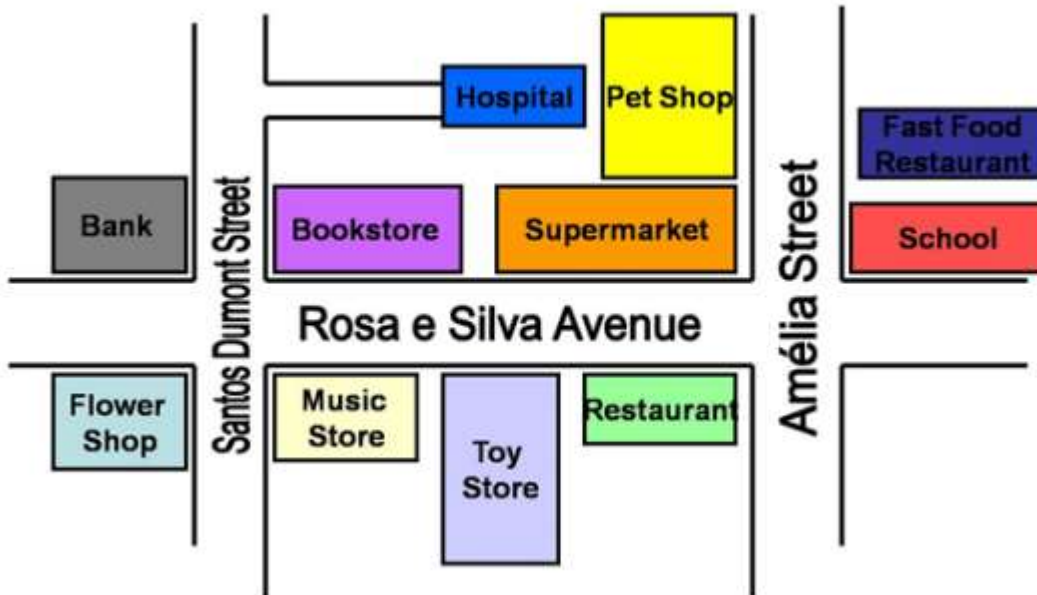 Hospital
Pet Shop
Fast Food
Restaurant
Bank
Santos Dumont Street
Bookstore
Supermarket
Amélia Street
School
Rosa e Silva Avenue
Flower
Shop
Music
Store
Toy
Store
Restaurant